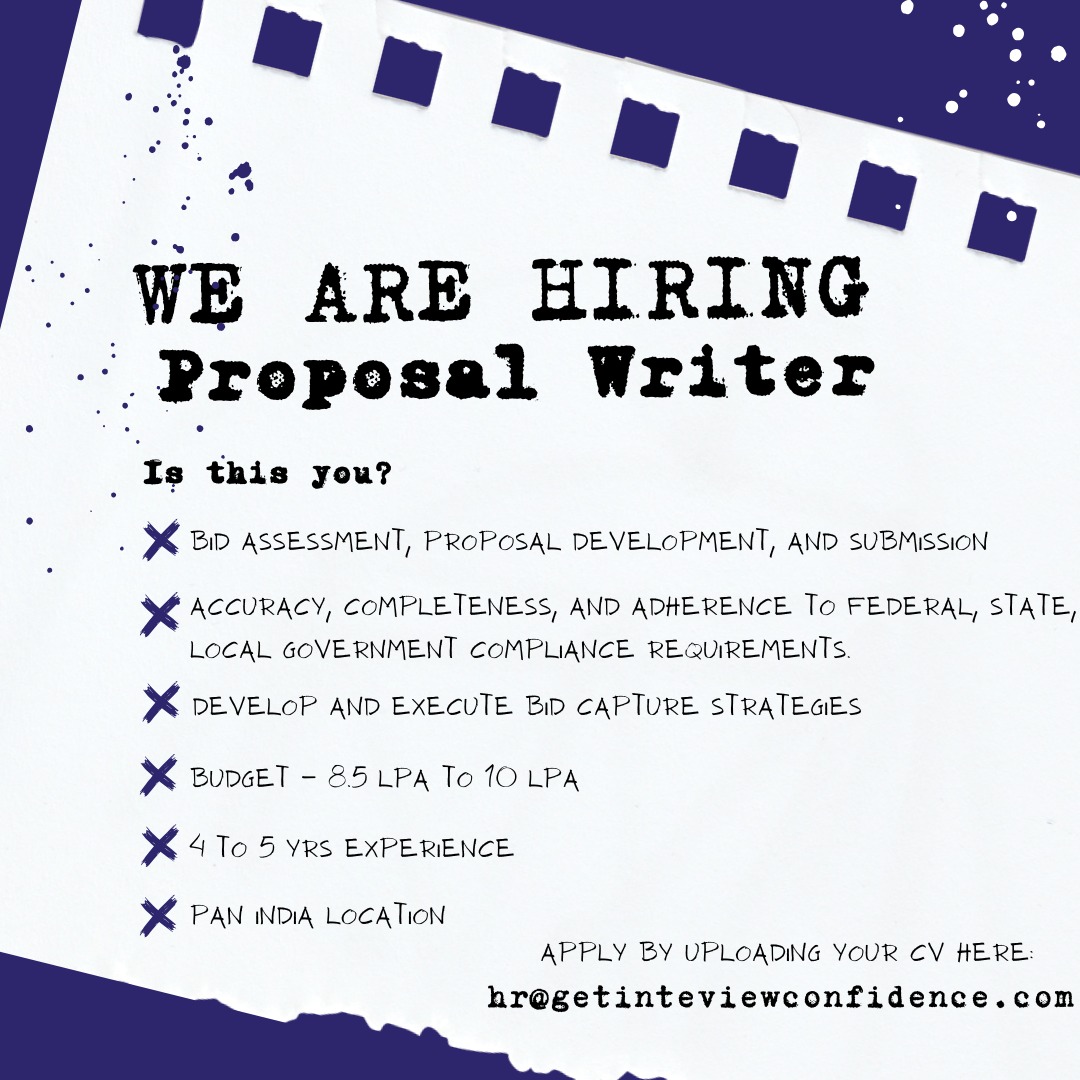 WE ARE HIRING
Proposal Writer
Is this you?
BID ASSESSMENT, PROPOSAL DEVELOPMENT, AND SUBMISSION
ACCURACY, COMPLETENESS, AND ADHERENCE TO FEDERAL, STATE,
LOCAL GOVERNMENT COMPLIANCE REQUIREMENTS.
DEVELOP AND EXECUTE BID CAPTURE STRATEGIES
BUDGET - 8.5 LPA TO 10 LPA
4 TO 5 YRS EXPERIENCE
PAN INDIA LOCATION
APPLY BY UPLOADING YOUR CV HERE:
hr@getinteviewconfidence.com